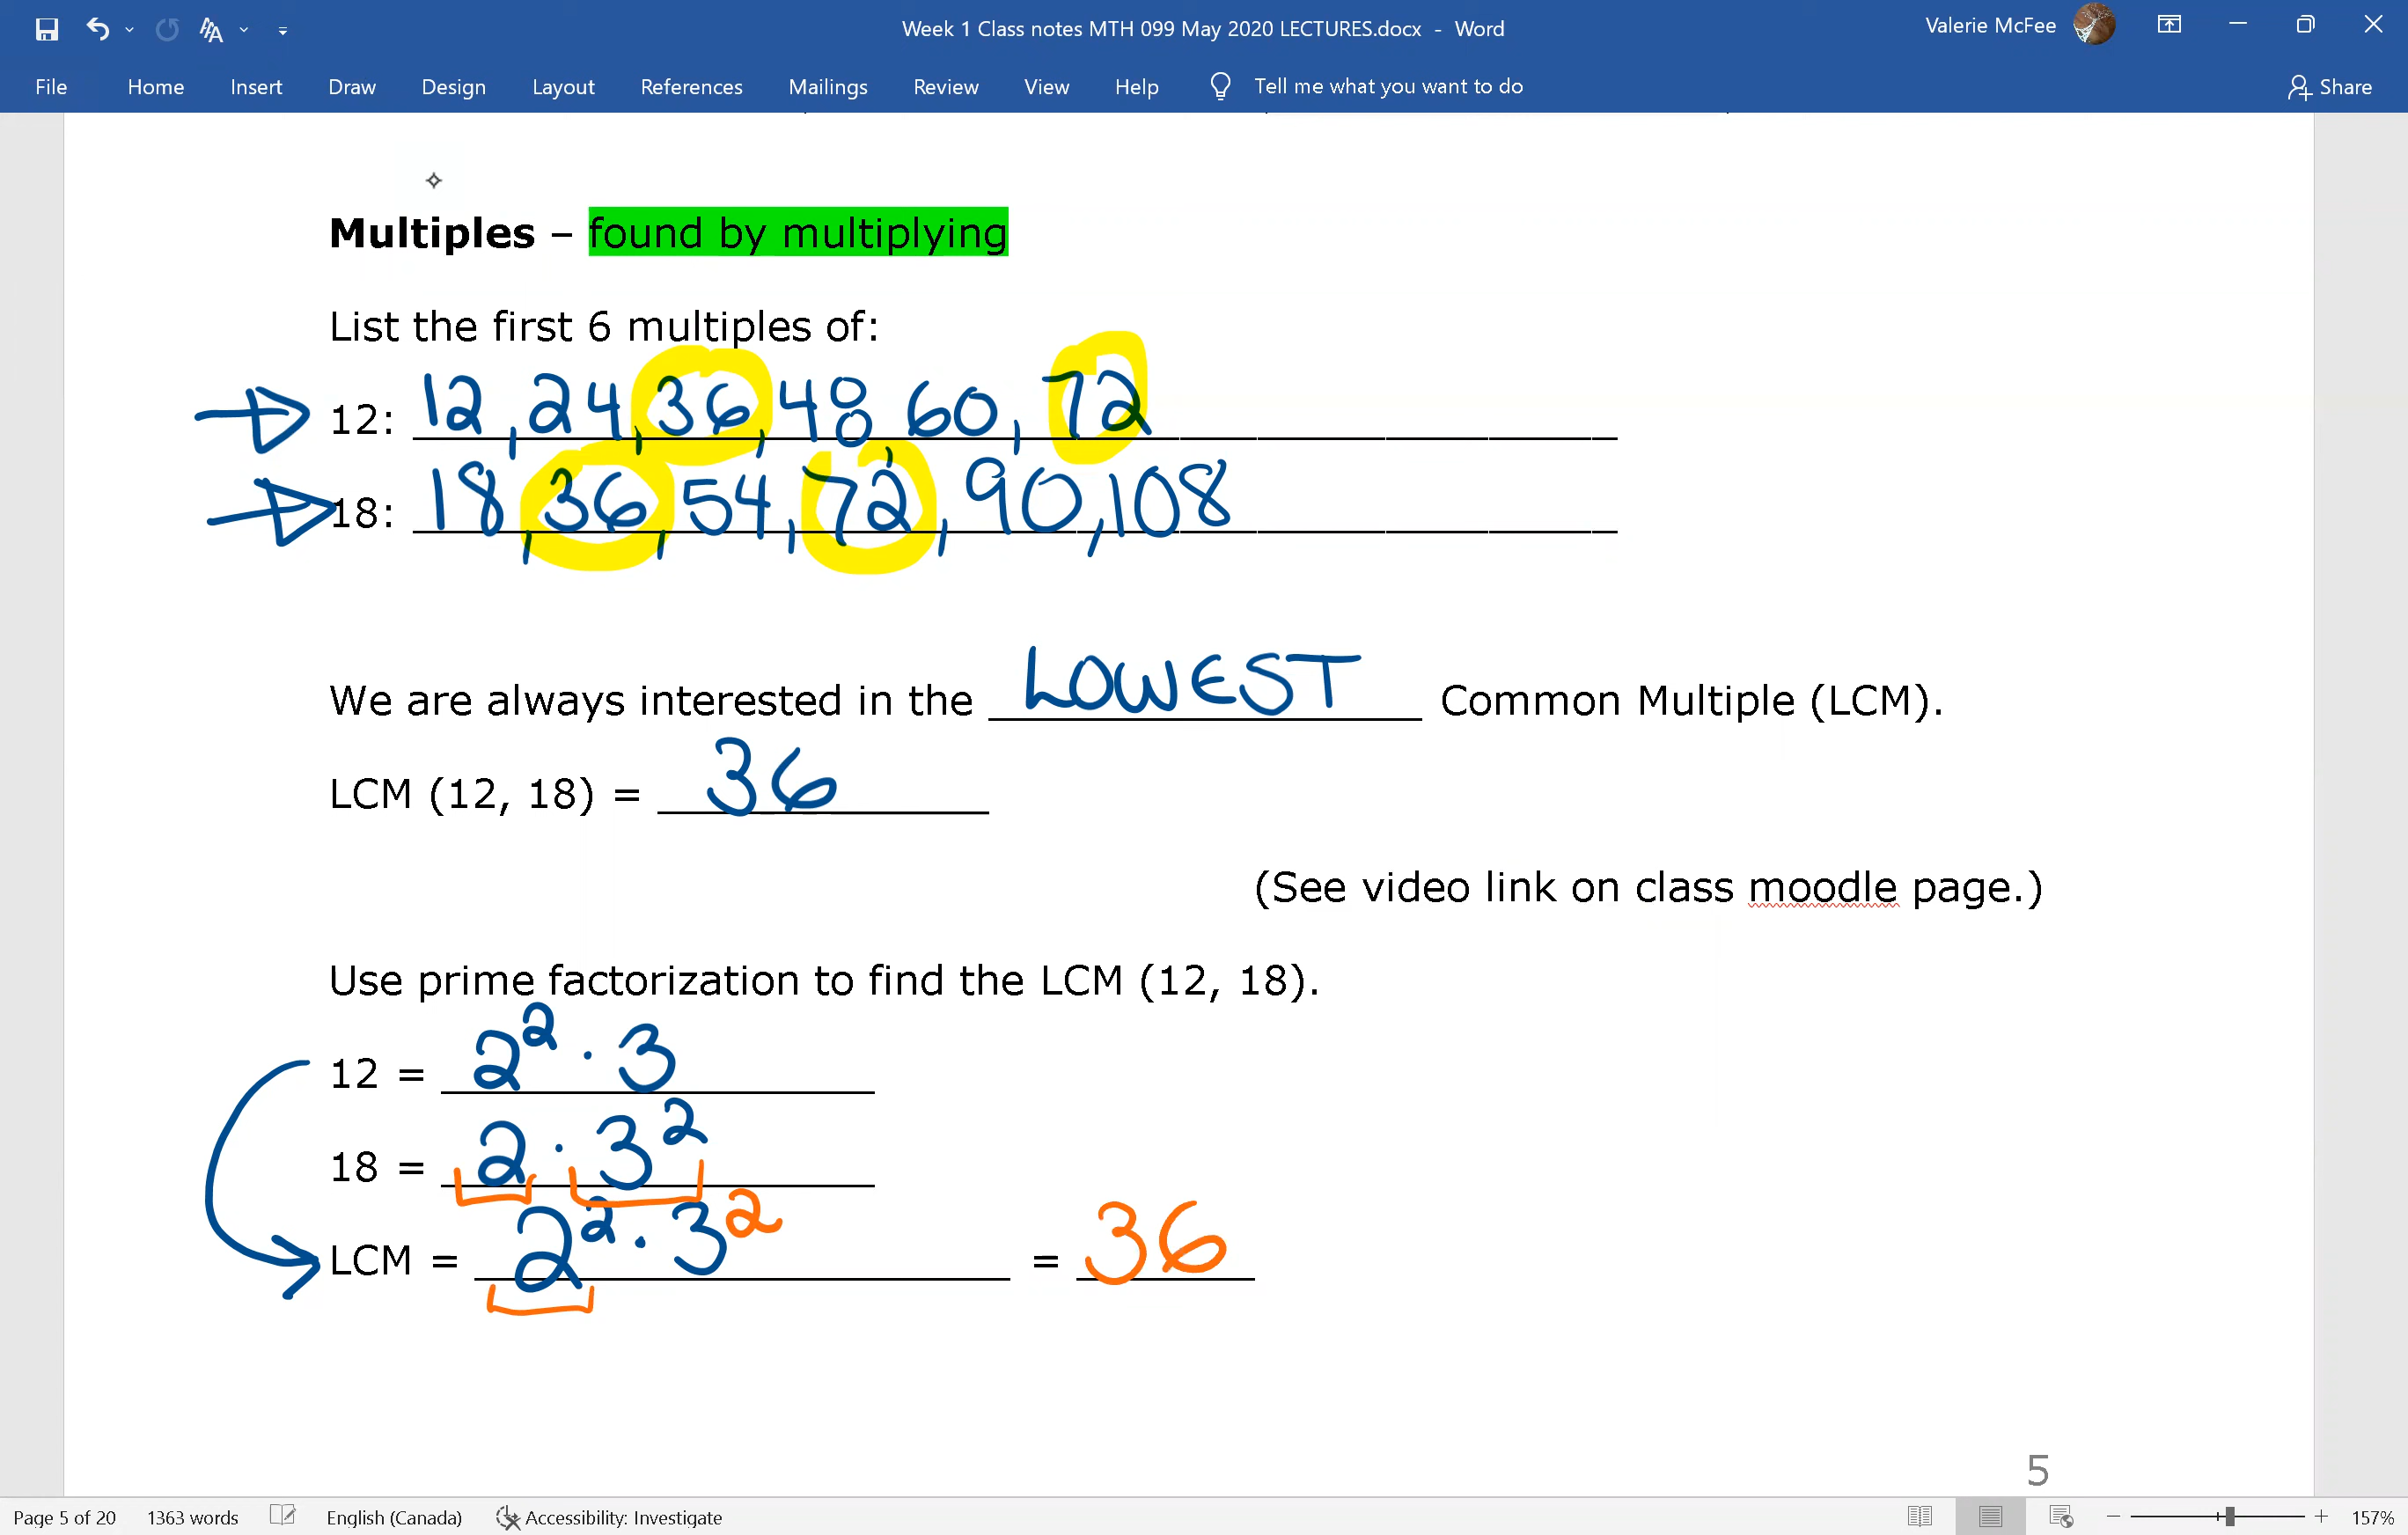 Week 1 Class notes MTH 099 May 2020 LECTURES.docx - Word
Valerie McFee
File Home Insert Draw Design Layout References Mailings Review View Help Tell me what you want to do Share
Multiples – found by multiplying
List the first 6 multiples of:
12: 12, 24, 36, 48, 60, 72
18: 18, 36, 54, 72, 90, 108
We are always interested in the LOWEST Common Multiple (LCM).
LCM (12, 18) = 36
(See video link on class moodle page.)
Use prime factorization to find the LCM (12, 18).
12 = 2² · 3
18 = 2 · 3²
LCM = 2² · 3² = 36
5
Page 5 of 20 1363 words English (Canada) Accessibility: Investigate 157%